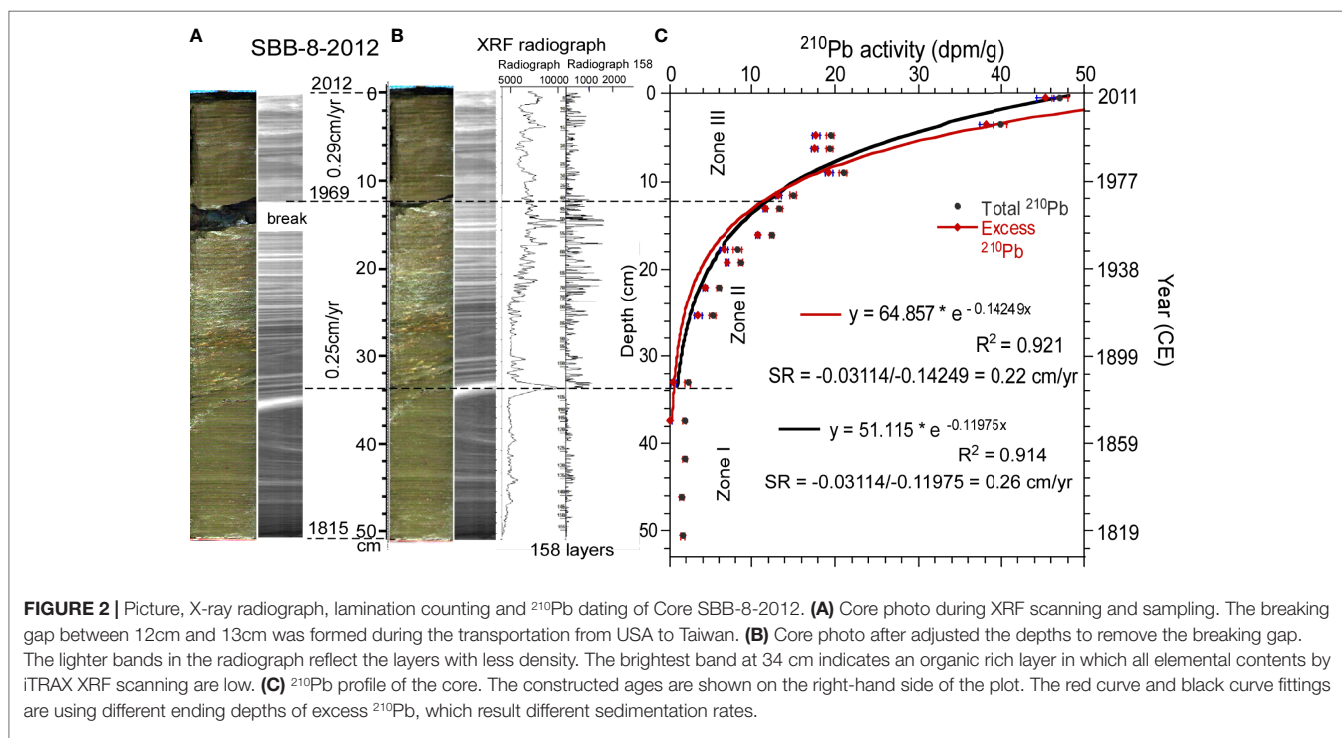 A
SBB-8-2012
B
XRF radiograph
Radiograph
Radiograph 158
5000
10000
1000
2000
2012
0
0.29cm/yr
10
1969
break
20
0.25cm/yr
30
40
1815
50
cm
158 layers
C
²¹⁰Pb activity (dpm/g)
0 10 20 30 40 50
0
10
20
30
40
50
Depth (cm)
Zone III
Zone II
Zone I
Total ²¹⁰Pb
Excess
²¹⁰Pb
y = 64.857 * e ^-0.14249x
R² = 0.921
SR = -0.03114/-0.14249 = 0.22 cm/yr
y = 51.115 * e ^-0.11975x
R² = 0.914
SR = -0.03114/-0.11975 = 0.26 cm/yr
2011
1977
1938
1899
1859
1819
Year (CE)
FIGURE 2 | Picture, X-ray radiograph, lamination counting and ²¹⁰Pb dating of Core SBB-8-2012. (A) Core photo during XRF scanning and sampling. The breaking
gap between 12cm and 13cm was formed during the transportation from USA to Taiwan. (B) Core photo after adjusted the depths to remove the breaking gap.
The lighter bands in the radiograph reflect the layers with less density. The brightest band at 34 cm indicates an organic rich layer in which all elemental contents by
iTRAX XRF scanning are low. (C) ²¹⁰Pb profile of the core. The constructed ages are shown on the right-hand side of the plot. The red curve and black curve fittings
are using different ending depths of excess ²¹⁰Pb, which result different sedimentation rates.